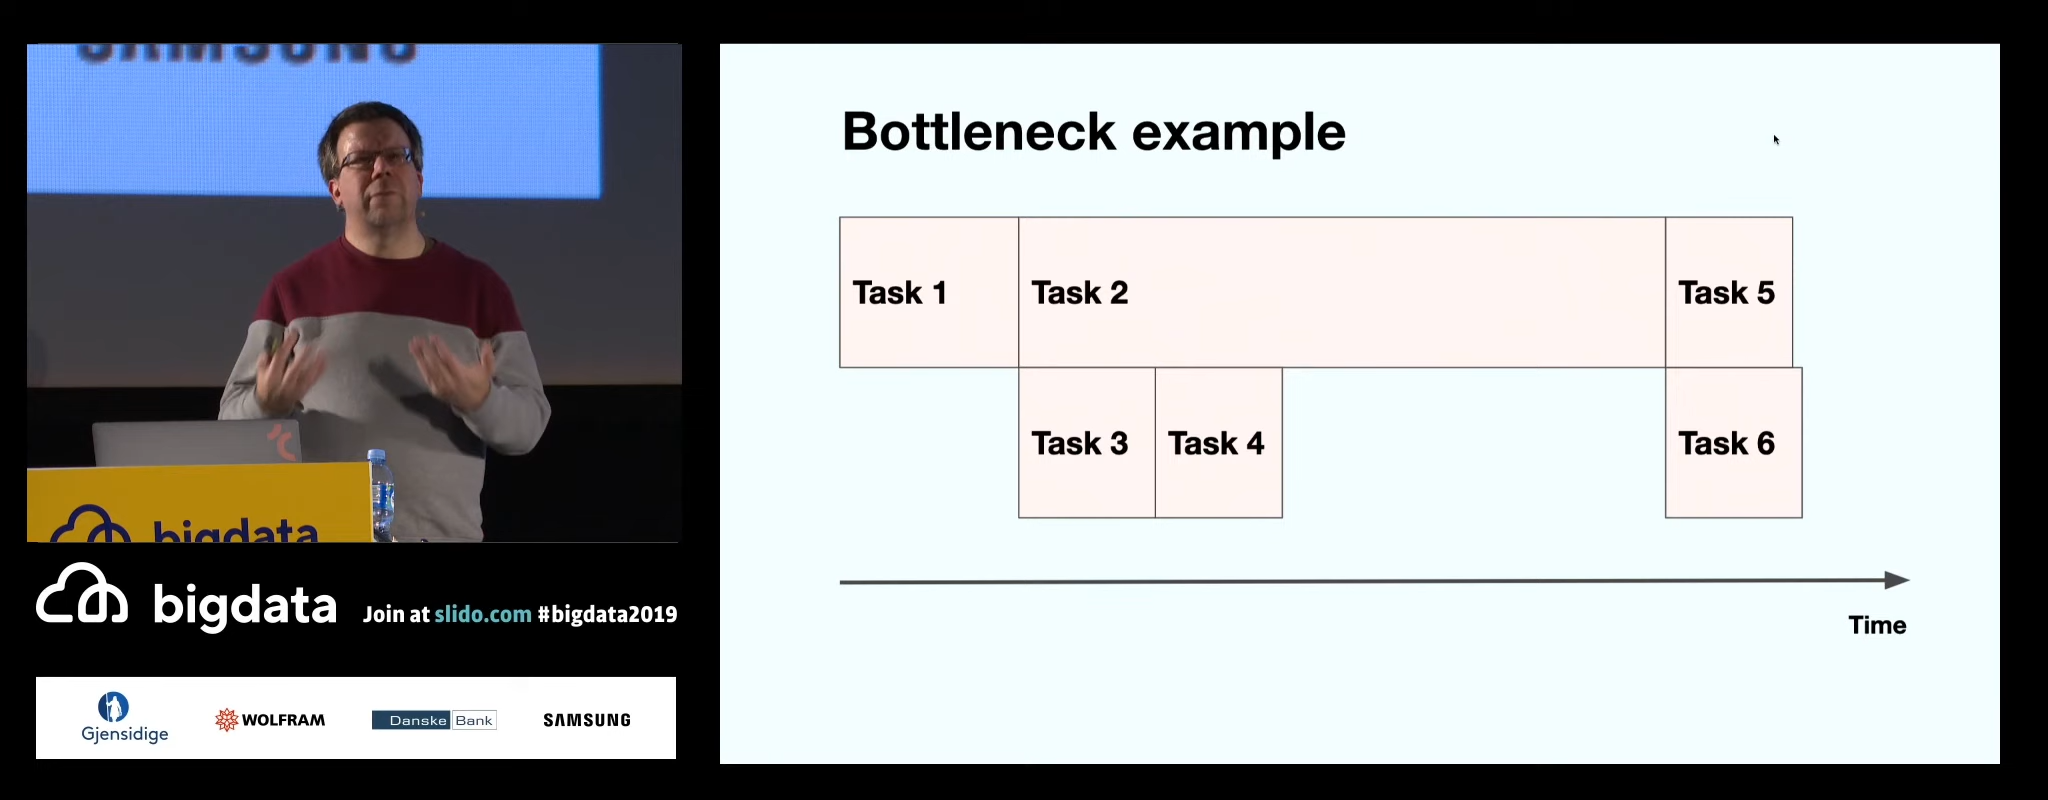 SAMSUNG
bigdata
bigdata
Join at slido.com #bigdata2019
Gjensidige
WOLFRAM
Danske Bank
SAMSUNG
Bottleneck example
Task 1
Task 2
Task 5
Task 3
Task 4
Task 6
Time